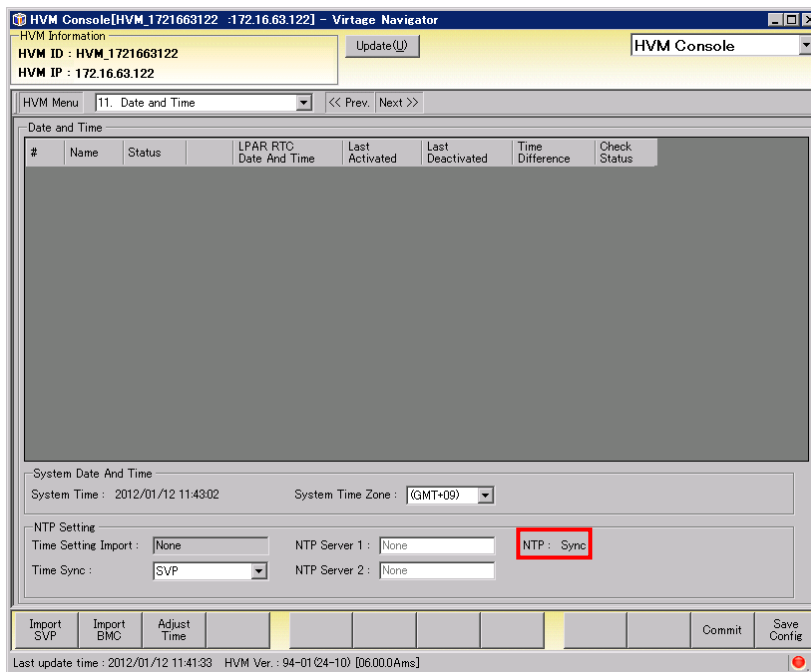 HVM Console[HVM_1721663122 :172.16.63.122] - Virtage Navigator
HVM Information
HVM ID : HVM_1721663122
HVM IP : 172.16.63.122
Update(U)
HVM Console
HVM Menu 11. Date and Time << Prev. Next >>
Date and Time
# Name Status LPAR RTC Date And Time Last Activated Last Deactivated Time Difference Check Status
System Date And Time
System Time : 2012/01/12 11:43:02 System Time Zone : (GMT+09)
NTP Setting
Time Setting Import : None NTP Server 1 : None NTP : Sync
Time Sync : SVP NTP Server 2 : None
Import SVP Import BMC Adjust Time Commit Save Config
Last update time : 2012/01/12 11:41:33 HVM Ver. : 94-01(24-10) [06.00.0Ams]